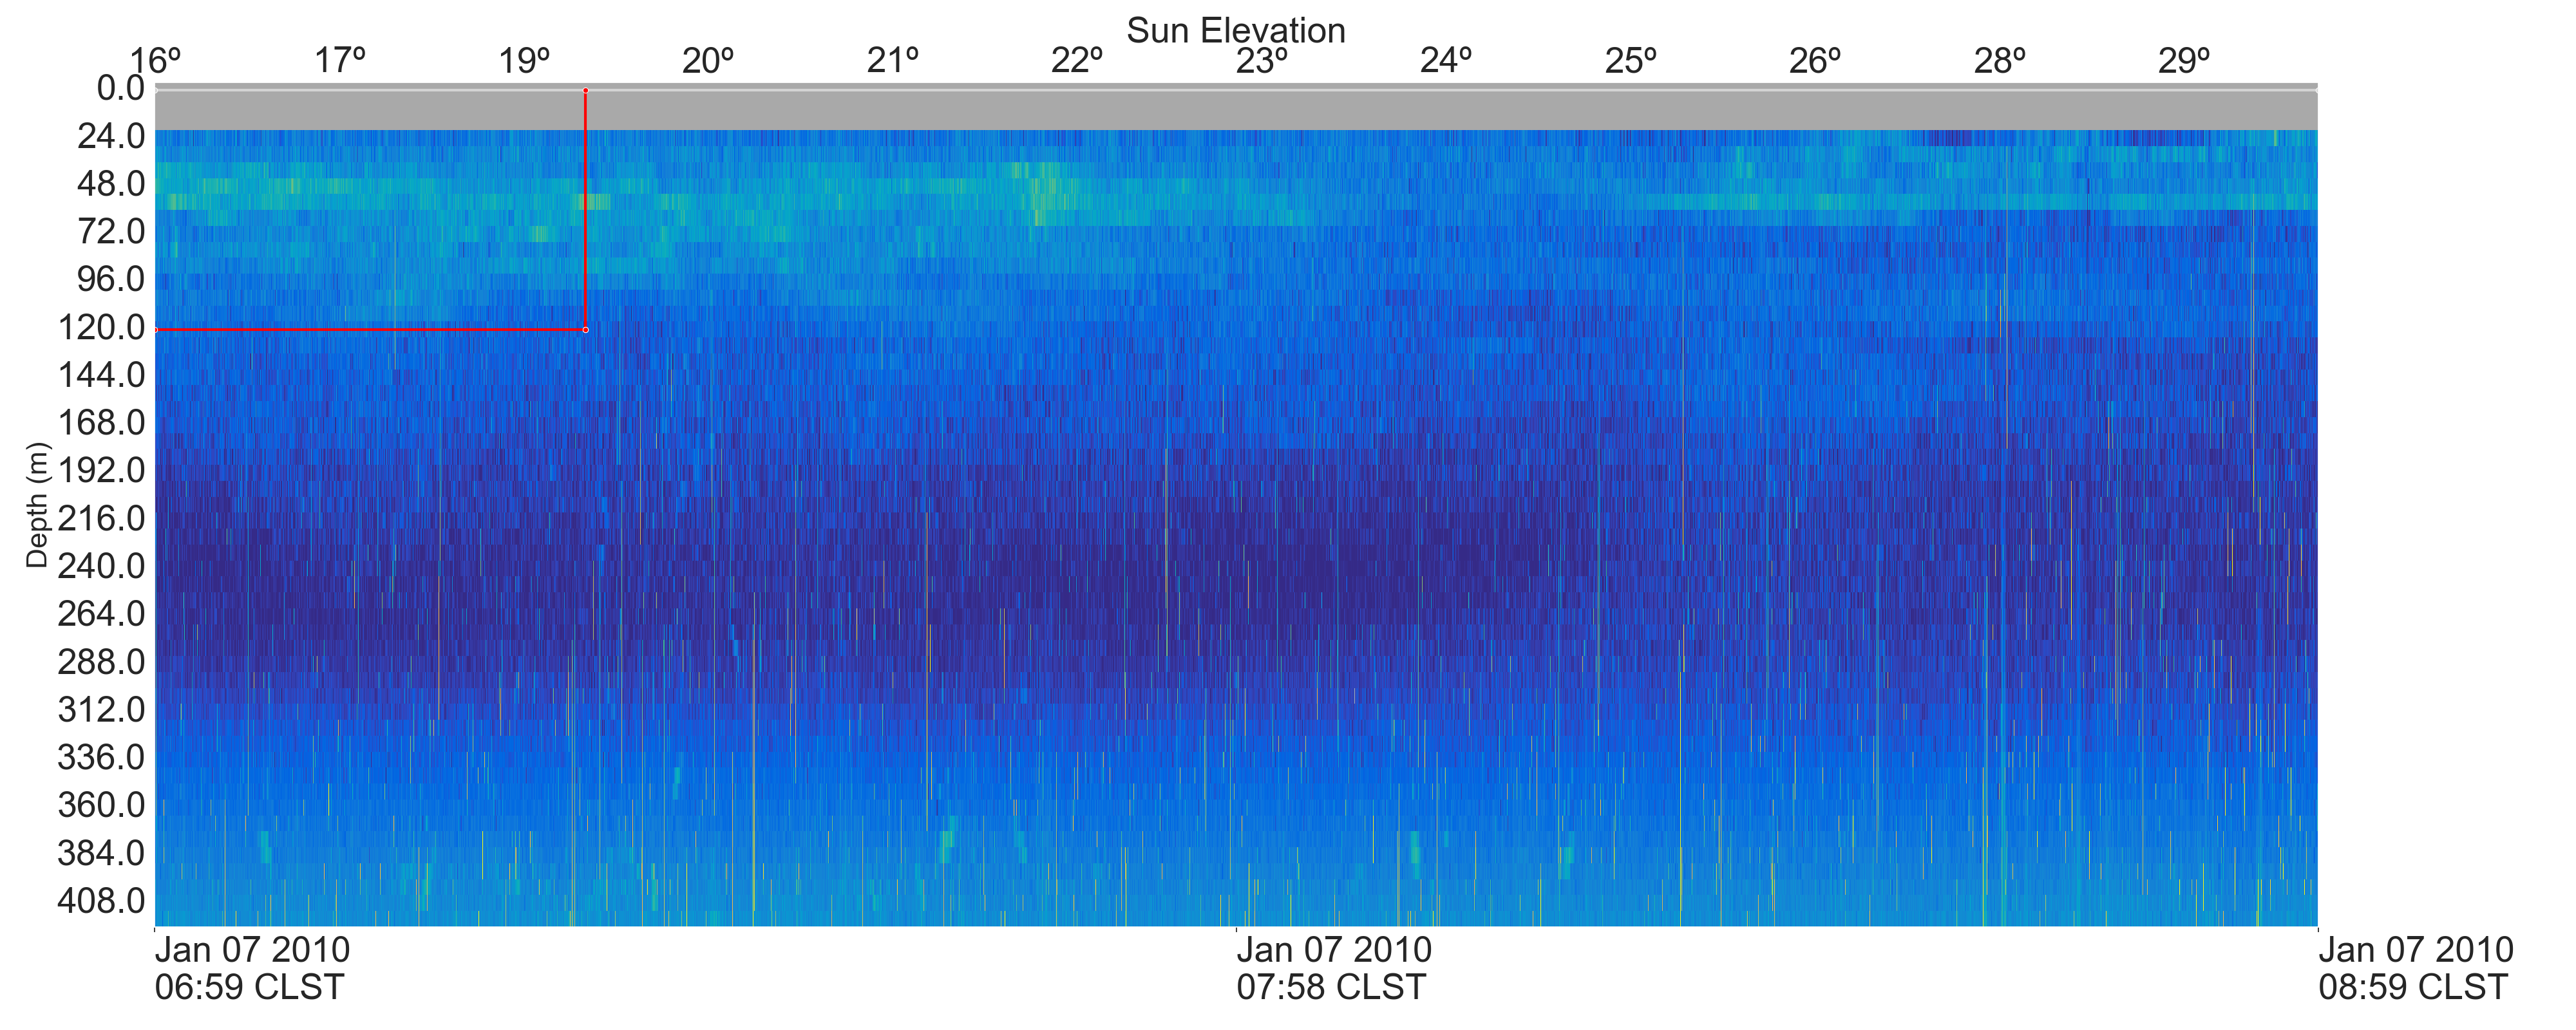 Sun Elevation
16º 17º 19º 20º 21º 22º 23º 24º 25º 26º 28º 29º
0.0
24.0
48.0
72.0
96.0
120.0
144.0
168.0
192.0
216.0
240.0
264.0
288.0
312.0
336.0
360.0
384.0
408.0
Depth (m)
Jan 07 2010
06:59 CLST
Jan 07 2010
07:58 CLST
Jan 07 2010
08:59 CLST